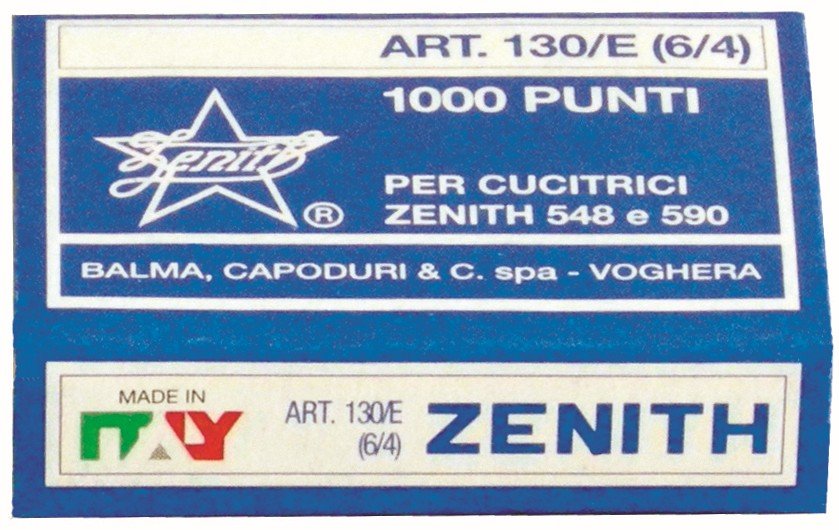 ART. 130/E (6/4)
1000 PUNTI
Zenith
®
PER CUCITRICI
ZENITH 548 e 590
BALMA, CAPODURI & C. spa - VOGHERA
MADE IN
ITALY
ART. 130/E
(6/4)
ZENITH